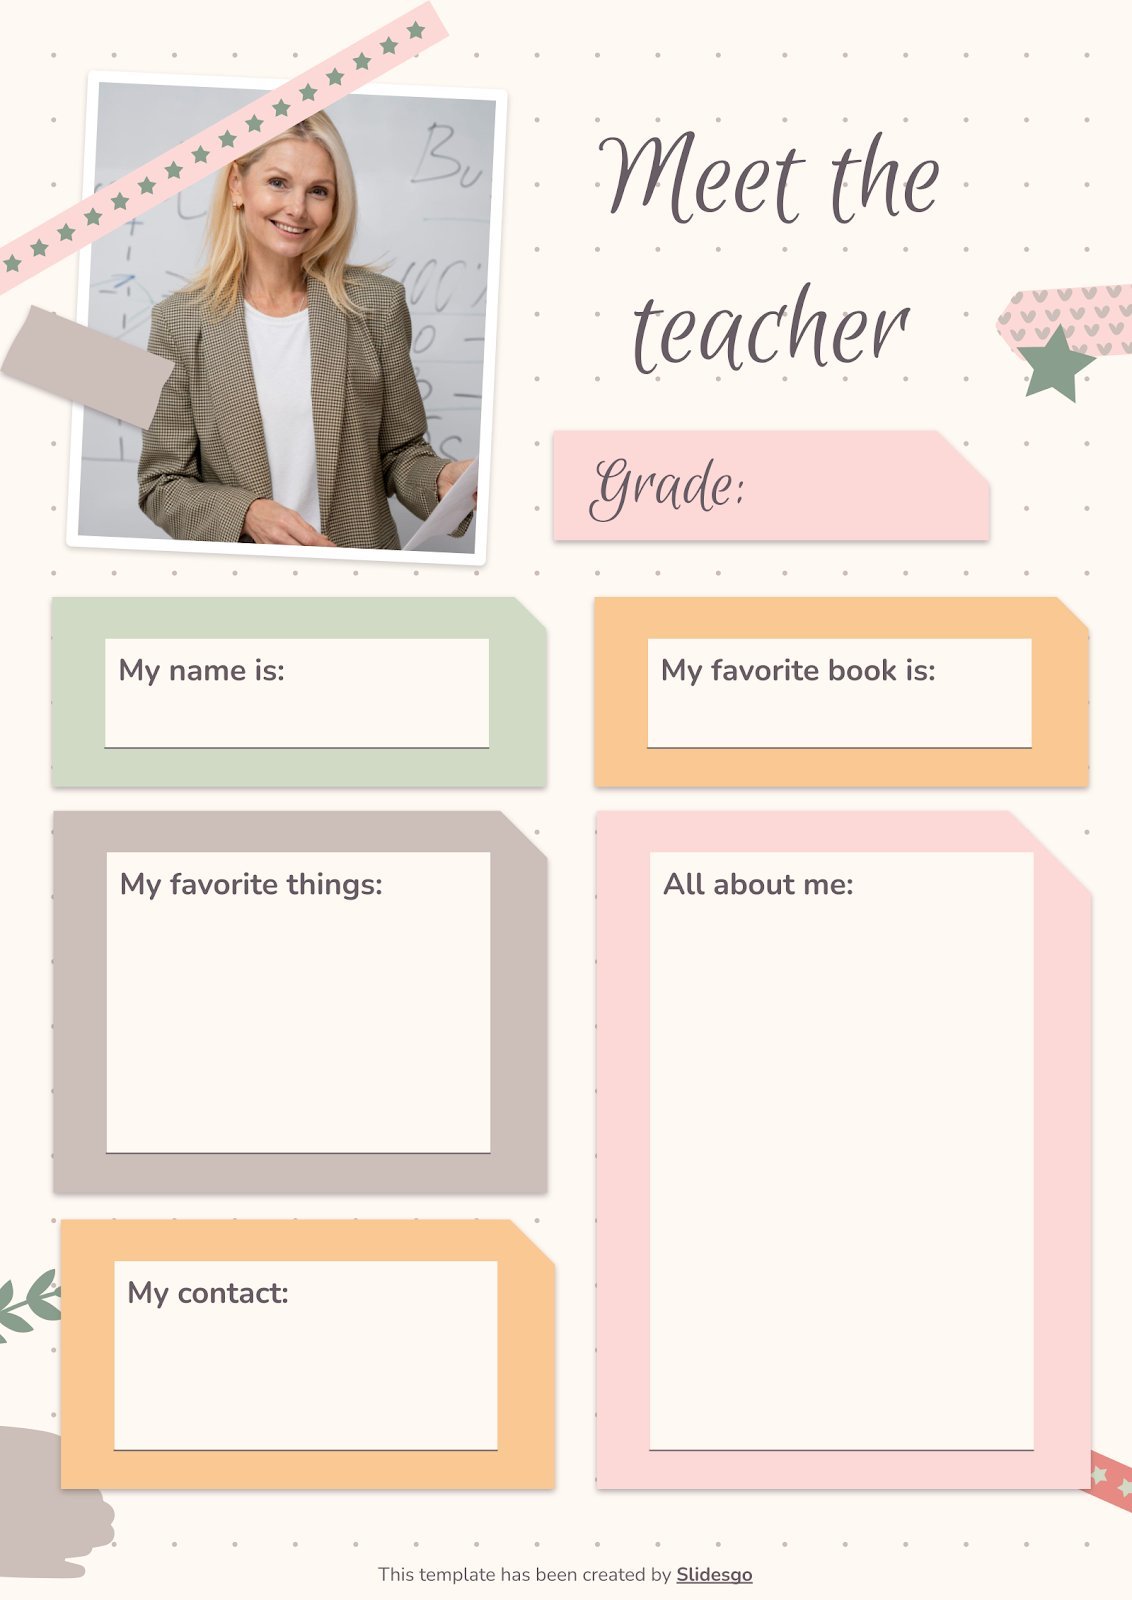 Bu
Meet the
teacher
Grade:
My name is:
My favorite book is:
My favorite things:
All about me:
My contact:
This template has been created by Slidesgo